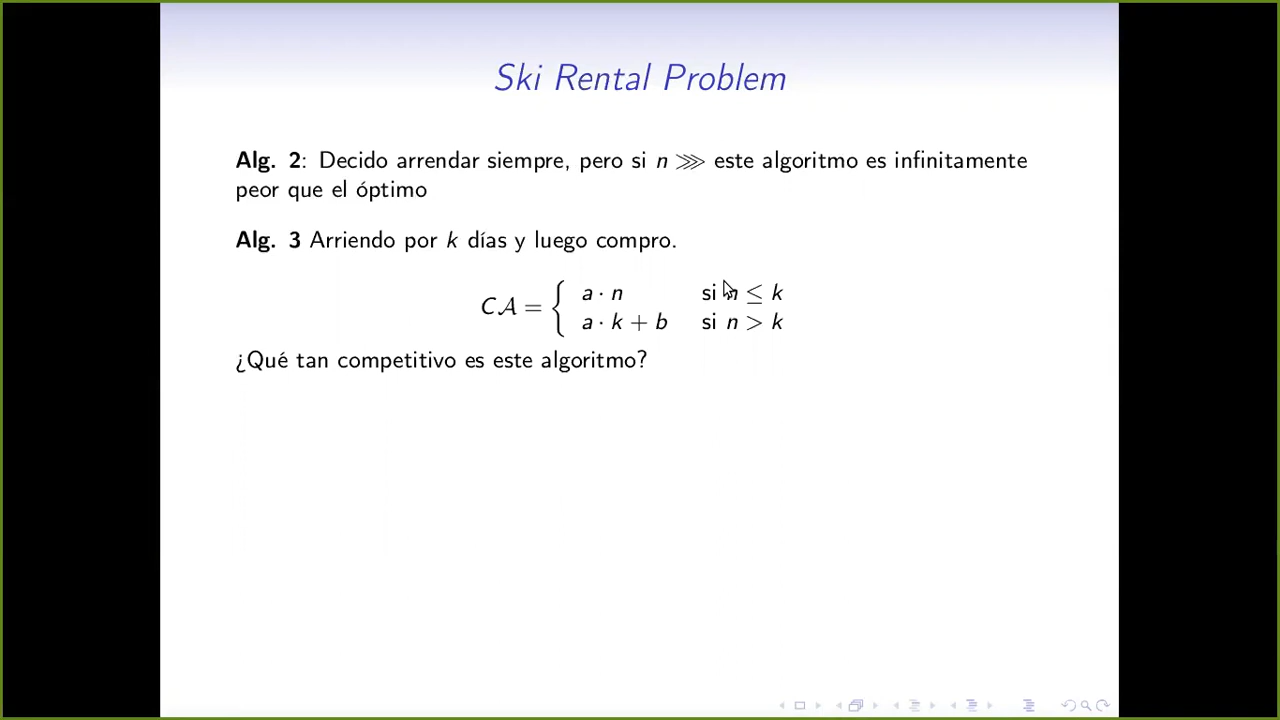 Ski Rental Problem
Alg. 2: Decido arrendar siempre, pero si n ⋙ este algoritmo es infinitamente
peor que el óptimo
Alg. 3 Arriendo por k días y luego compro.
C𝒜 = { a · n si n ≤ k
a · k + b si n > k
¿Qué tan competitivo es este algoritmo?